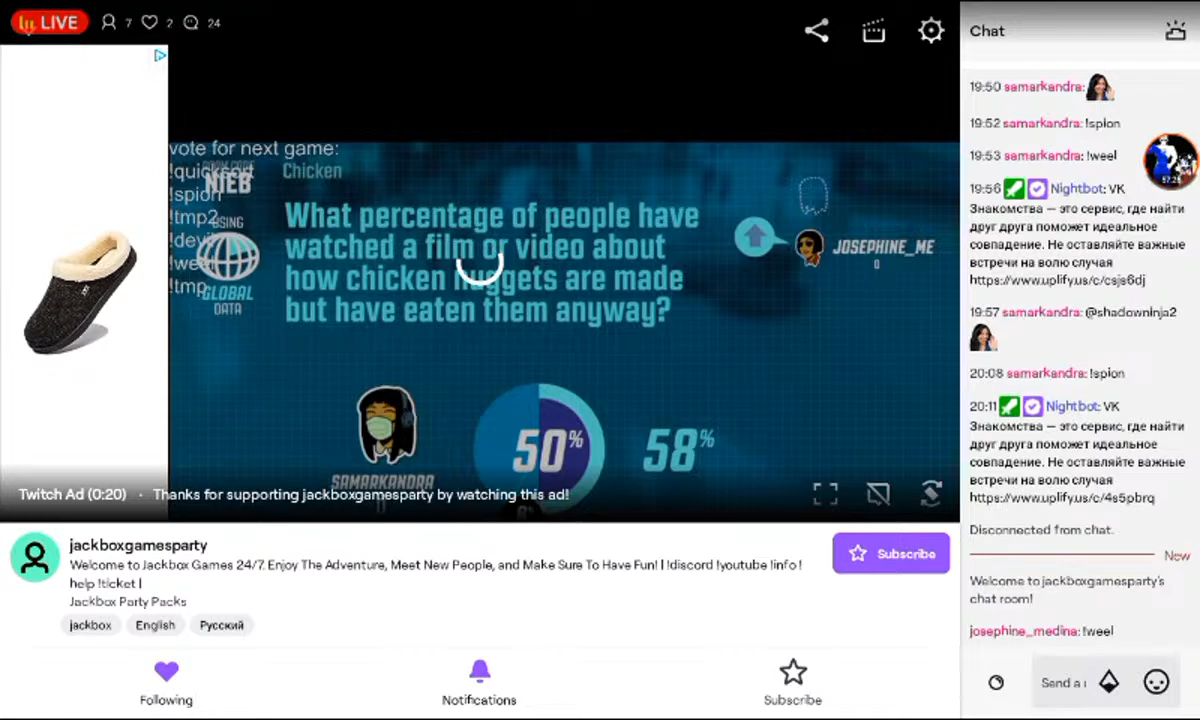 LIVE 7 2 24
vote for next game:
!quicksort
!spion
!tmp2
!tmp
ROOM CODE
NJEB
USING
GLOBAL
DATA
Chicken
What percentage of people have
watched a film or video about
how chicken nuggets are made
but have eaten them anyway?
JOSEPHINE_ME
0
50%
58%
SAMARKANDRA
Twitch Ad (0:20) · Thanks for supporting jackboxgamesparty by watching this ad!
jackboxgamesparty
Welcome to Jackbox Games 24/7. Enjoy The Adventure, Meet New People, and Make Sure To Have Fun! | !discord !youtube !info !
help !ticket |
Jackbox Party Packs
jackbox English Русский
Subscribe
Following
Notifications
Subscribe
Chat
19:50 samarkandra:
19:52 samarkandra: !spion
19:53 samarkandra: !weel
57:25
19:56 Nightbot: VK
Знакомства — это сервис, где найти
друг друга поможет идеальное
совпадение. Не оставляйте важные
встречи на волю случая
https://www.uplify.us/c/csjs6dj
19:57 samarkandra: @shadowninja2
20:08 samarkandra: !spion
20:11 Nightbot: VK
Знакомства — это сервис, где найти
друг друга поможет идеальное
совпадение. Не оставляйте важные
встречи на волю случая
https://www.uplify.us/c/4s5pbrq
Disconnected from chat.
New
Welcome to jackboxgamesparty's
chat room!
josephine_medina: !weel
Send a